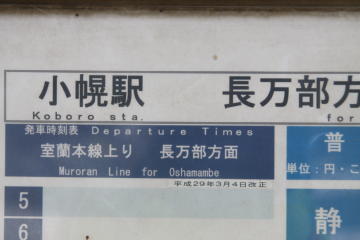 小幌駅 長万部方
Koboro sta. for
発車時刻表 Departure Times
室蘭本線上り 長万部方面
Muroran Line for Oshamambe
平成29年3月4日改正
普
単位：円・こ
5
静
6